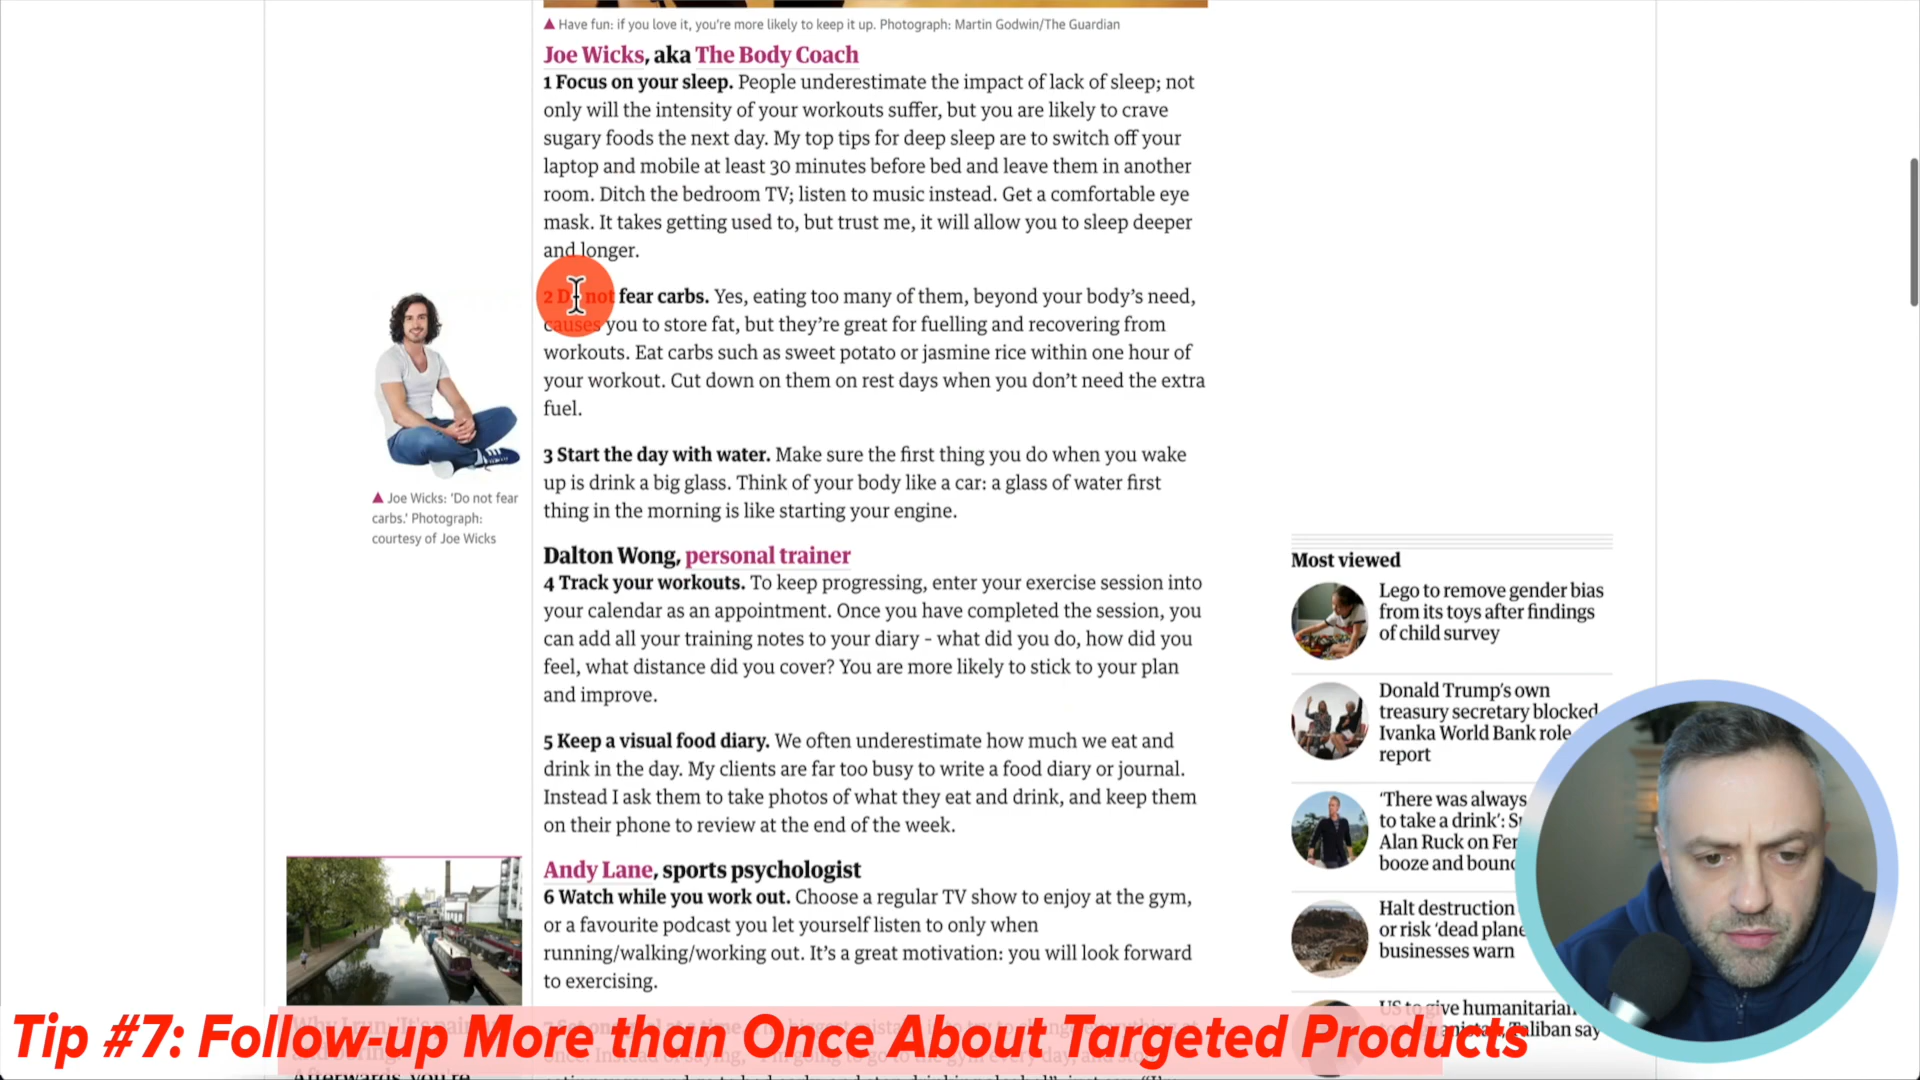 Have fun: if you love it, you're more likely to keep it up. Photograph: Martin Godwin/The Guardian
Joe Wicks, aka The Body Coach
1 Focus on your sleep. People underestimate the impact of lack of sleep; not
only will the intensity of your workouts suffer, but you are likely to crave
sugary foods the next day. My top tips for deep sleep are to switch off your
laptop and mobile at least 30 minutes before bed and leave them in another
room. Ditch the bedroom TV; listen to music instead. Get a comfortable eye
mask. It takes getting used to, but trust me, it will allow you to sleep deeper
and longer.
2 Do not fear carbs. Yes, eating too many of them, beyond your body’s need,
causes you to store fat, but they’re great for fuelling and recovering from
workouts. Eat carbs such as sweet potato or jasmine rice within one hour of
your workout. Cut down on them on rest days when you don’t need the extra
fuel.
3 Start the day with water. Make sure the first thing you do when you wake
up is drink a big glass. Think of your body like a car: a glass of water first
thing in the morning is like starting your engine.
Joe Wicks: ‘Do not fear
carbs.’ Photograph:
courtesy of Joe Wicks
Dalton Wong, personal trainer
4 Track your workouts. To keep progressing, enter your exercise session into
your calendar as an appointment. Once you have completed the session, you
can add all your training notes to your diary – what did you do, how did you
feel, what distance did you cover? You are more likely to stick to your plan
and improve.
5 Keep a visual food diary. We often underestimate how much we eat and
drink in the day. My clients are far too busy to write a food diary or journal.
Instead I ask them to take photos of what they eat and drink, and keep them
on their phone to review at the end of the week.
Andy Lane, sports psychologist
6 Watch while you work out. Choose a regular TV show to enjoy at the gym,
or a favourite podcast you let yourself listen to only when
running/walking/working out. It’s a great motivation: you will look forward
to exercising.
Most viewed
Lego to remove gender bias
from its toys after findings
of child survey
Donald Trump’s own
treasury secretary blocked
Ivanka World Bank role
report
‘There was always
to take a drink’:
Alan Ruck on
booze and
Halt destruction
or risk ‘dead
businesses warn
US to give humanitarian
Taliban say
Tip #7: Follow-up More than Once About Targeted Products